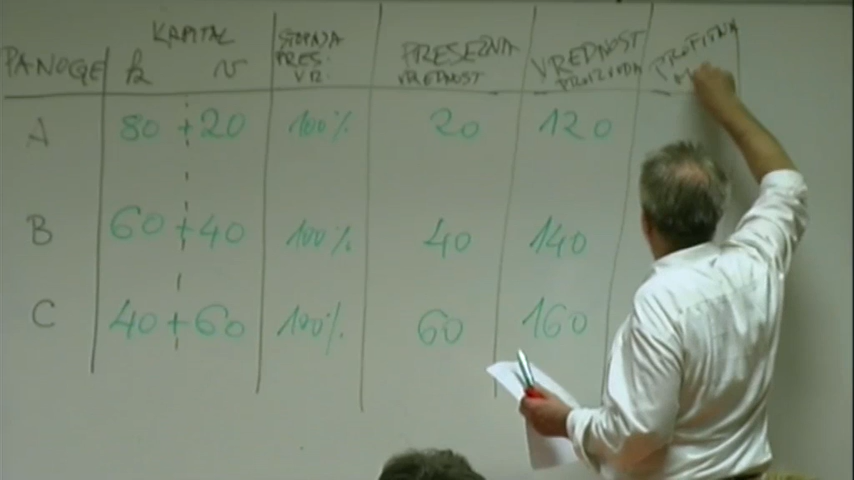 PANOGE KAPITAL k v STOPNJA PRES. VR. PRESEŽNA VREDNOST VREDNOST PROIZVODA PROFITNA
A 80 + 20 100% 20 120
B 60 + 40 100% 40 140
C 40 + 60 100% 60 160